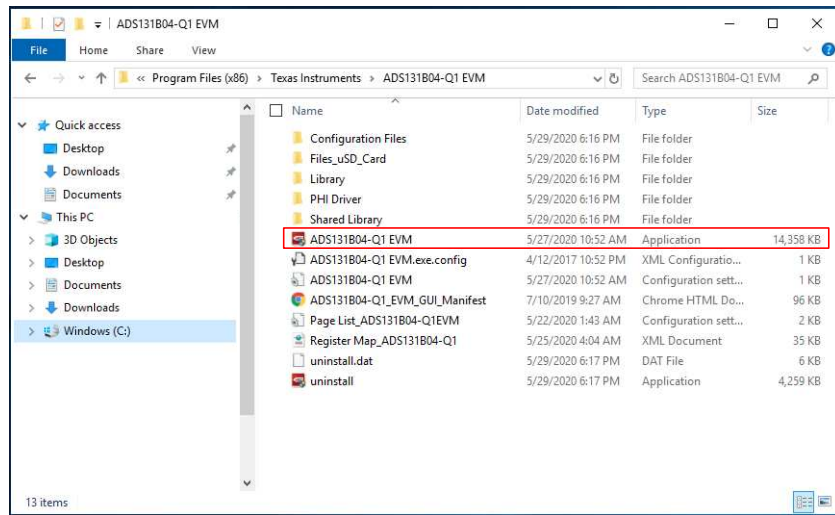 ADS131B04-Q1 EVM
File Home Share View
« Program Files (x86) > Texas Instruments > ADS131B04-Q1 EVM Search ADS131B04-Q1 EVM
Name Date modified Type Size
Quick access
Desktop
Downloads
Documents
This PC
3D Objects
Desktop
Documents
Downloads
Windows (C:)
Configuration Files 5/29/2020 6:16 PM File folder
Files_uSD_Card 5/29/2020 6:16 PM File folder
Library 5/29/2020 6:16 PM File folder
PHI Driver 5/29/2020 6:16 PM File folder
Shared Library 5/29/2020 6:16 PM File folder
ADS131B04-Q1 EVM 5/27/2020 10:52 AM Application 14,358 KB
ADS131B04-Q1 EVM.exe.config 4/12/2017 10:52 PM XML Configuratio... 1 KB
ADS131B04-Q1 EVM 5/27/2020 10:52 AM Configuration sett... 1 KB
ADS131B04-Q1_EVM_GUI_Manifest 7/10/2019 9:27 AM Chrome HTML Do... 96 KB
Page List_ADS131B04-Q1EVM 5/22/2020 1:43 AM Configuration sett... 2 KB
Register Map_ADS131B04-Q1 5/25/2020 4:04 AM XML Document 35 KB
uninstall.dat 5/29/2020 6:17 PM DAT File 6 KB
uninstall 5/29/2020 6:17 PM Application 4,259 KB
13 items